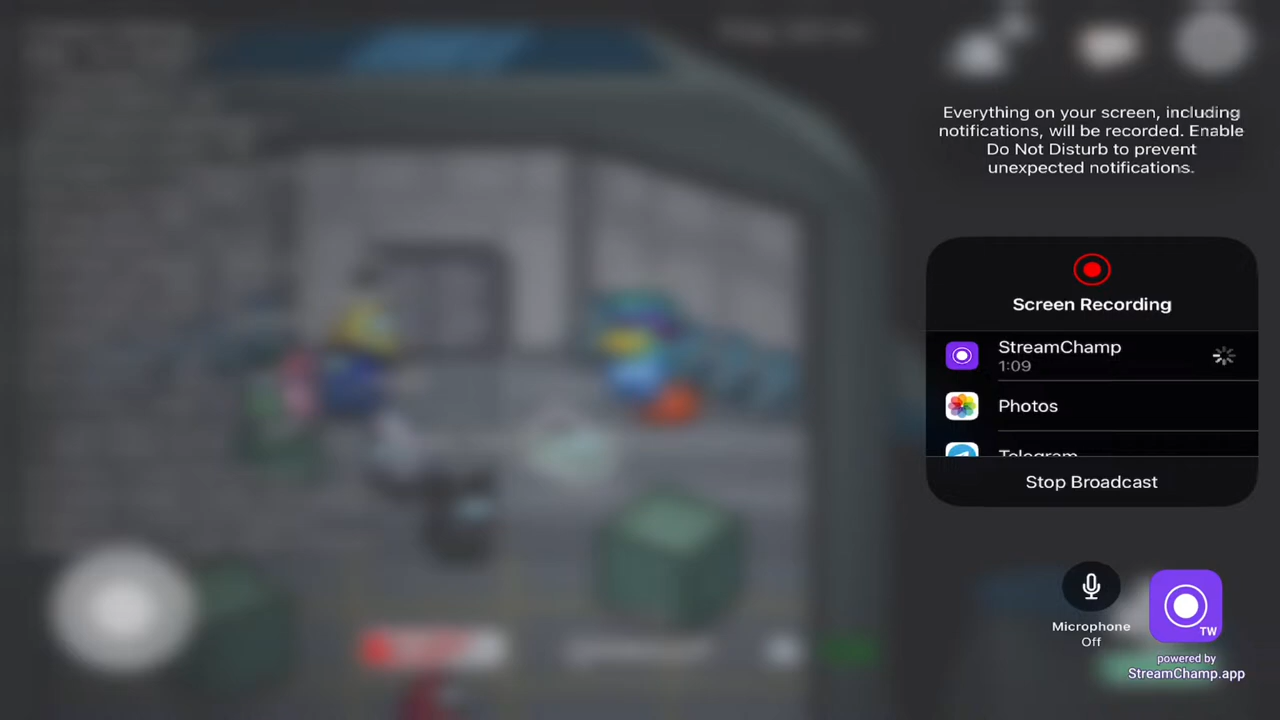 Everything on your screen, including
notifications, will be recorded. Enable
Do Not Disturb to prevent
unexpected notifications.
Screen Recording
StreamChamp
1:09
Photos
Telegram
Stop Broadcast
Microphone
Off
TW
powered by
StreamChamp.app